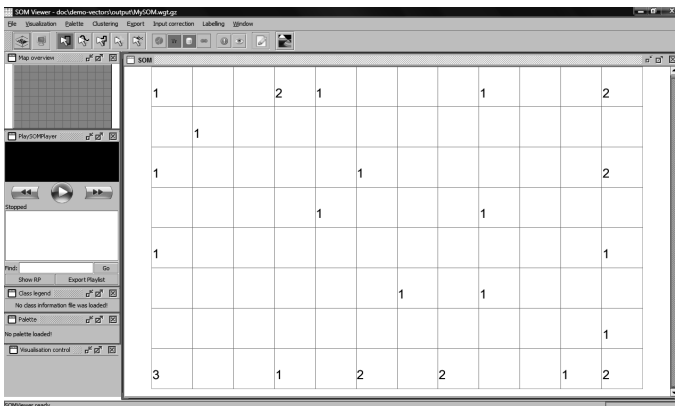 SOM Viewer - doc\demo-vectors\output\MySOM.wgt.gz
File Visualization Palette Clustering Export Input correction Labelling Window
Map overview
SOM
1 2 1 1 2
1
PlaySOMPlayer
1 1 2
Stopped
1 1
1 1
Find: Go
Show RP Export Playlist
Class legend
1 1
No class information file was loaded!
Palette
No palette loaded!
1
Visualisation control
3 1 2 2 1 2
SOMViewer ready.